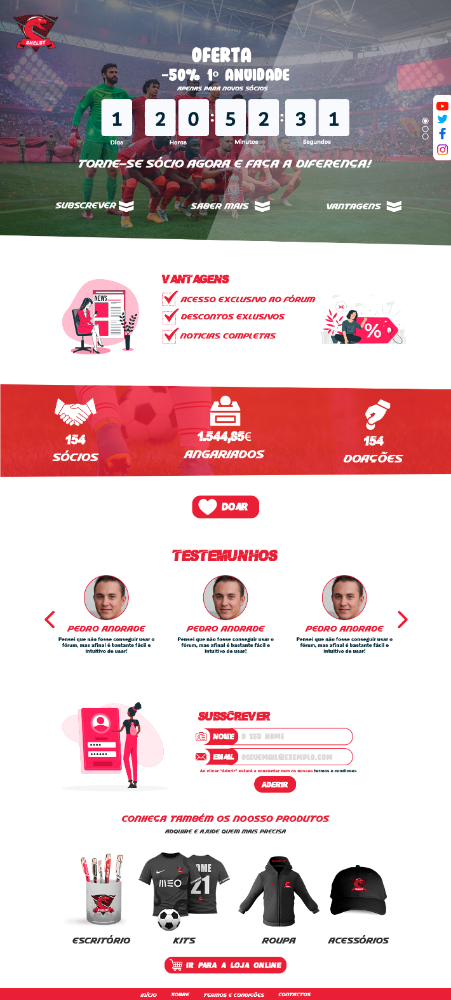 SHELBY
OFERTA
-50% 1º ANUIDADE
APENAS PARA NOVOS SÓCIOS
1 2 0 : 5 2 : 3 1
Dias Horas Minutos Segundos
TORNE-SE SÓCIO AGORA E FAÇA A DIFERENÇA!
SUBSCREVER SABER MAIS VANTAGENS
VANTAGENS
NEWS
ACESSO EXCLUSIVO AO FÓRUM
DESCONTOS EXLUSIVOS
NOTICIAS COMPLETAS
%
154 1.544,85€ 154
SÓCIOS ANGARIADOS DOAÇÕES
DOAR
TESTEMUNHOS
PEDRO ANDRADE PEDRO ANDRADE PEDRO ANDRADE
Pensei que não fosse conseguir usar o Pensei que não fosse conseguir usar o Pensei que não fosse conseguir usar o
fórum, mas afinal é bastante fácil e fórum, mas afinal é bastante fácil e fórum, mas afinal é bastante fácil e
intuitivo de usar! intuitivo de usar! intuitivo de usar!
SUBSCREVER
NOME O SEU NOME
EMAIL OSEUEMAIL@EXEMPLO.COM
Ao clicar "Aderir" estará a concordar com os nossos termos e condicoes
ADERIR
CONHEÇA TAMBÉM OS NOOSSO PRODUTOS
ADQUIRE E AJUDE QUEM MAIS PRECISA
SHELBY
MEO
OME
21
ESCRITÓRIO KITS ROUPA ACESSÓRIOS
IR PARA A LOJA ONLINE
INÍCIO SOBRE TERMOS E CONDIÇÕES CONTACTOS